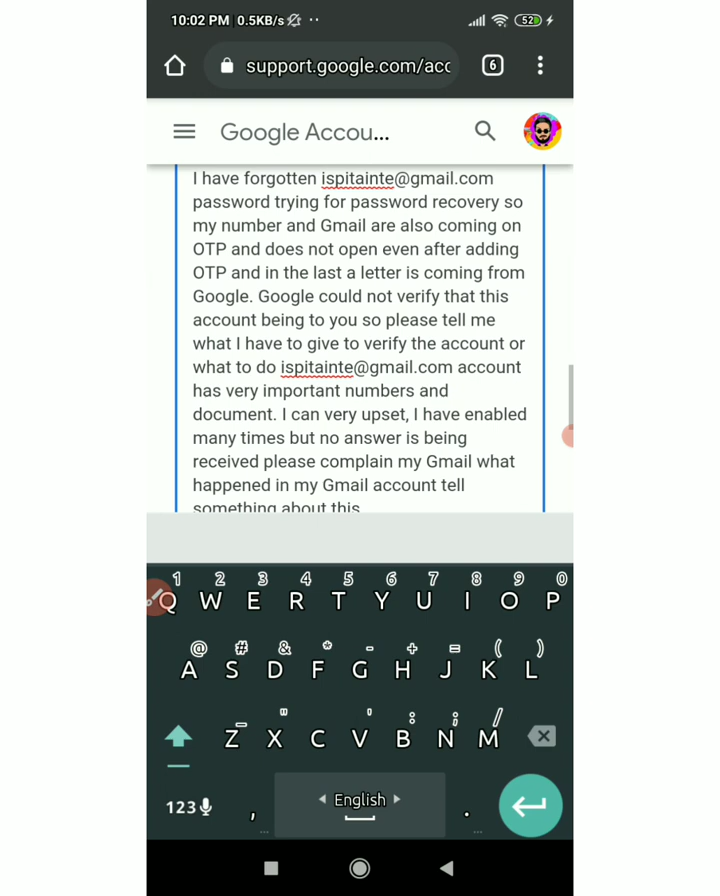 10:02 PM | 0.5KB/s ·· 52
support.google.com/acc 6
Google Accou...
I have forgotten ispitainte@gmail.com
password trying for password recovery so
my number and Gmail are also coming on
OTP and does not open even after adding
OTP and in the last a letter is coming from
Google. Google could not verify that this
account being to you so please tell me
what I have to give to verify the account or
what to do ispitainte@gmail.com account
has very important numbers and
document. I can very upset, I have enabled
many times but no answer is being
received please complain my Gmail what
happened in my Gmail account tell
something about this
1 2 3 4 5 6 7 8 9 0
Q W E R T Y U I O P
@ # & * - + = ( )
A S D F G H J K L
_ " ' : ; /
Z X C V B N M
123 , English .